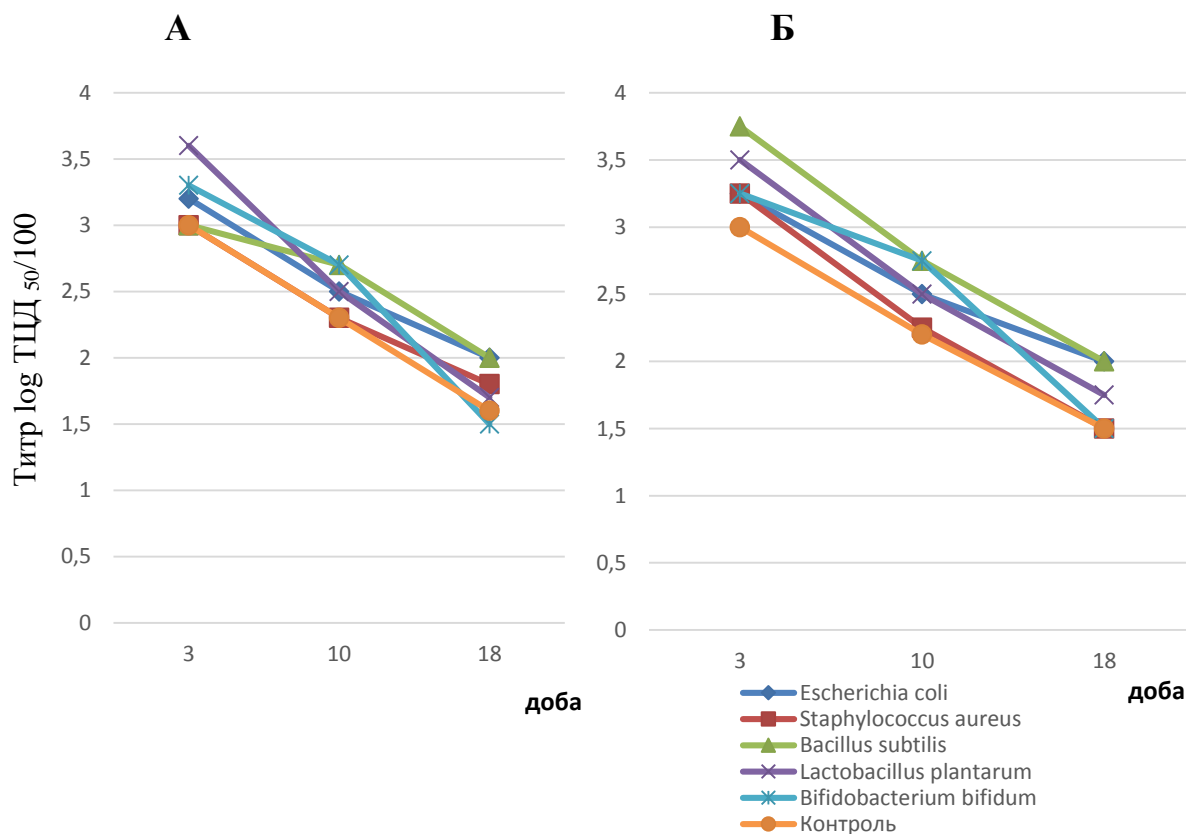 А
Б
Титр log ТЦД 50/100
4
3,5
3
2,5
2
1,5
1
0,5
0
3
10
18
доба
4
3,5
3
2,5
2
1,5
1
0,5
0
3
10
18
доба
Escherichia coli
Staphylococcus aureus
Bacillus subtilis
Lactobacillus plantarum
Bifidobacterium bifidum
Контроль